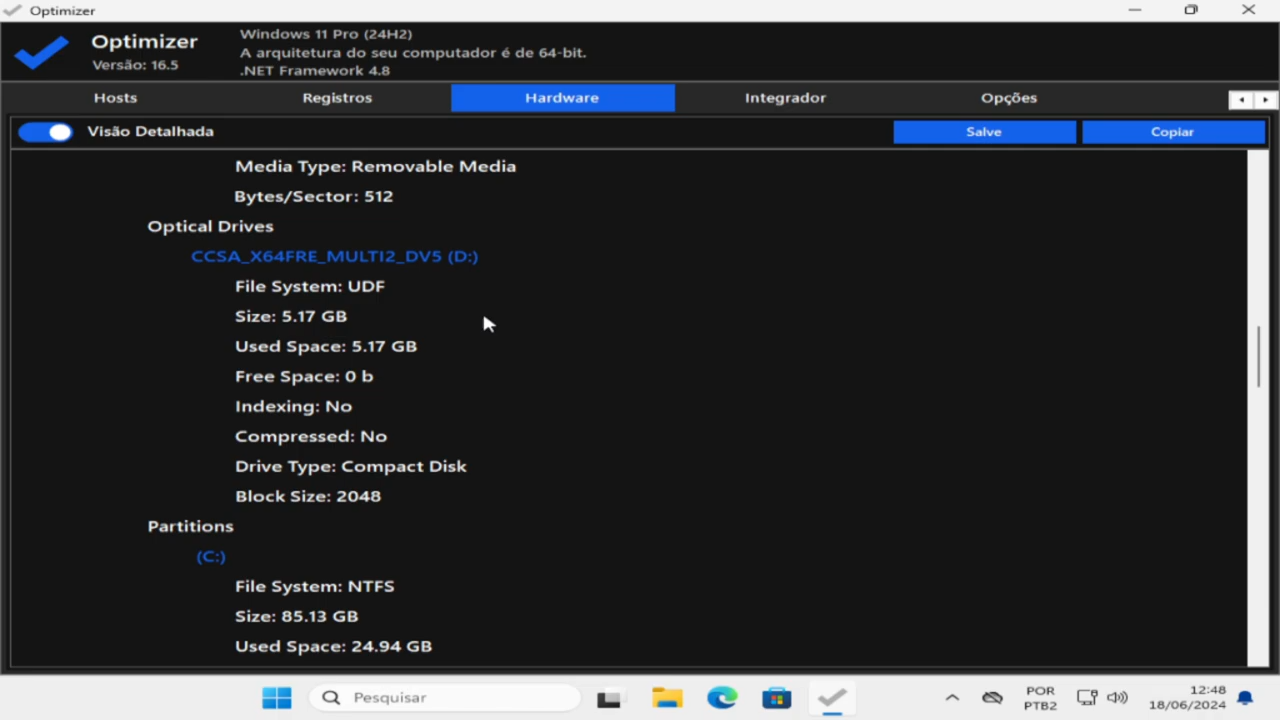 Optimizer
Optimizer
Versão: 16.5
Windows 11 Pro (24H2)
A arquitetura do seu computador é de 64-bit.
.NET Framework 4.8
Hosts
Registros
Hardware
Integrador
Opções
Visão Detalhada
Salve
Copiar
Media Type: Removable Media
Bytes/Sector: 512
Optical Drives
CCSA_X64FRE_MULTI2_DV5 (D:)
File System: UDF
Size: 5.17 GB
Used Space: 5.17 GB
Free Space: 0 b
Indexing: No
Compressed: No
Drive Type: Compact Disk
Block Size: 2048
Partitions
(C:)
File System: NTFS
Size: 85.13 GB
Used Space: 24.94 GB
Pesquisar
POR
PTB2
12:48
18/06/2024